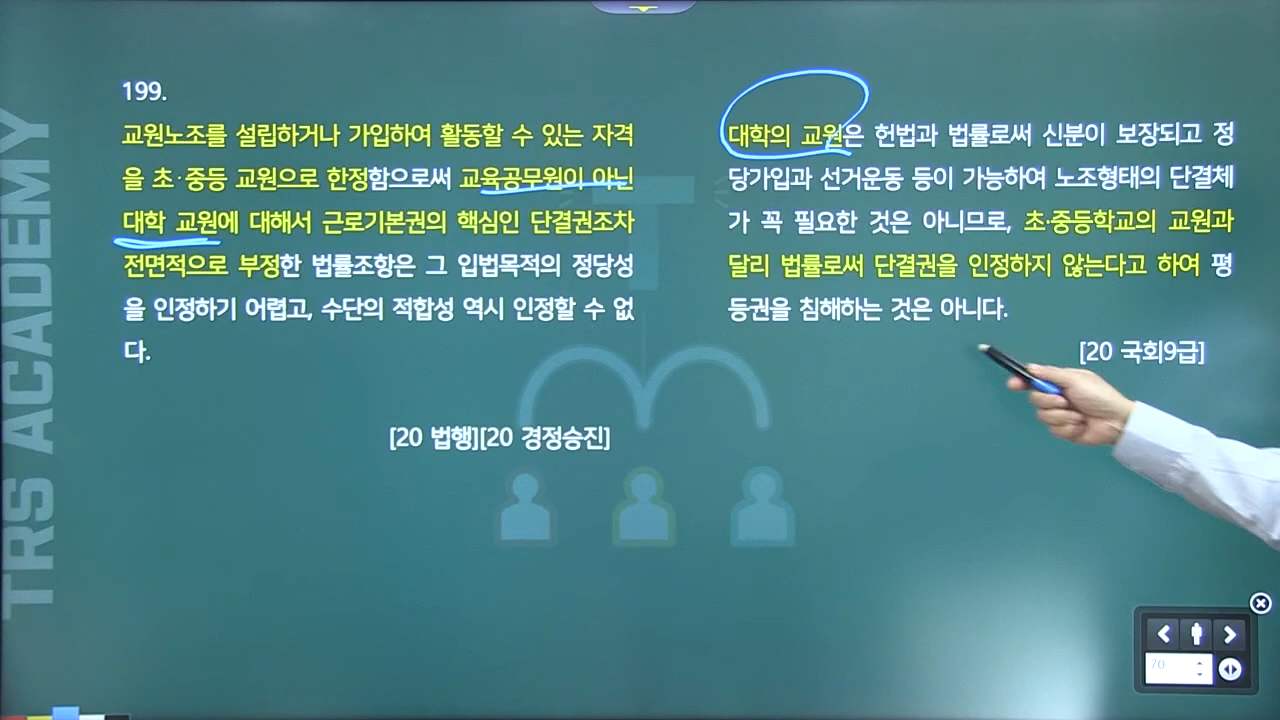 TRS ACADEMY
199.
교원노조를 설립하거나 가입하여 활동할 수 있는 자격
을 초·중등 교원으로 한정함으로써 교육공무원이 아닌
대학 교원에 대해서 근로기본권의 핵심인 단결권조차
전면적으로 부정한 법률조항은 그 입법목적의 정당성
을 인정하기 어렵고, 수단의 적합성 역시 인정할 수 없
다.
[20 법행][20 경정승진]
대학의 교원은 헌법과 법률로써 신분이 보장되고 정
당가입과 선거운동 등이 가능하여 노조형태의 단결체
가 꼭 필요한 것은 아니므로, 초·중등학교의 교원과
달리 법률로써 단결권을 인정하지 않는다고 하여 평
등권을 침해하는 것은 아니다.
[20 국회9급]
70